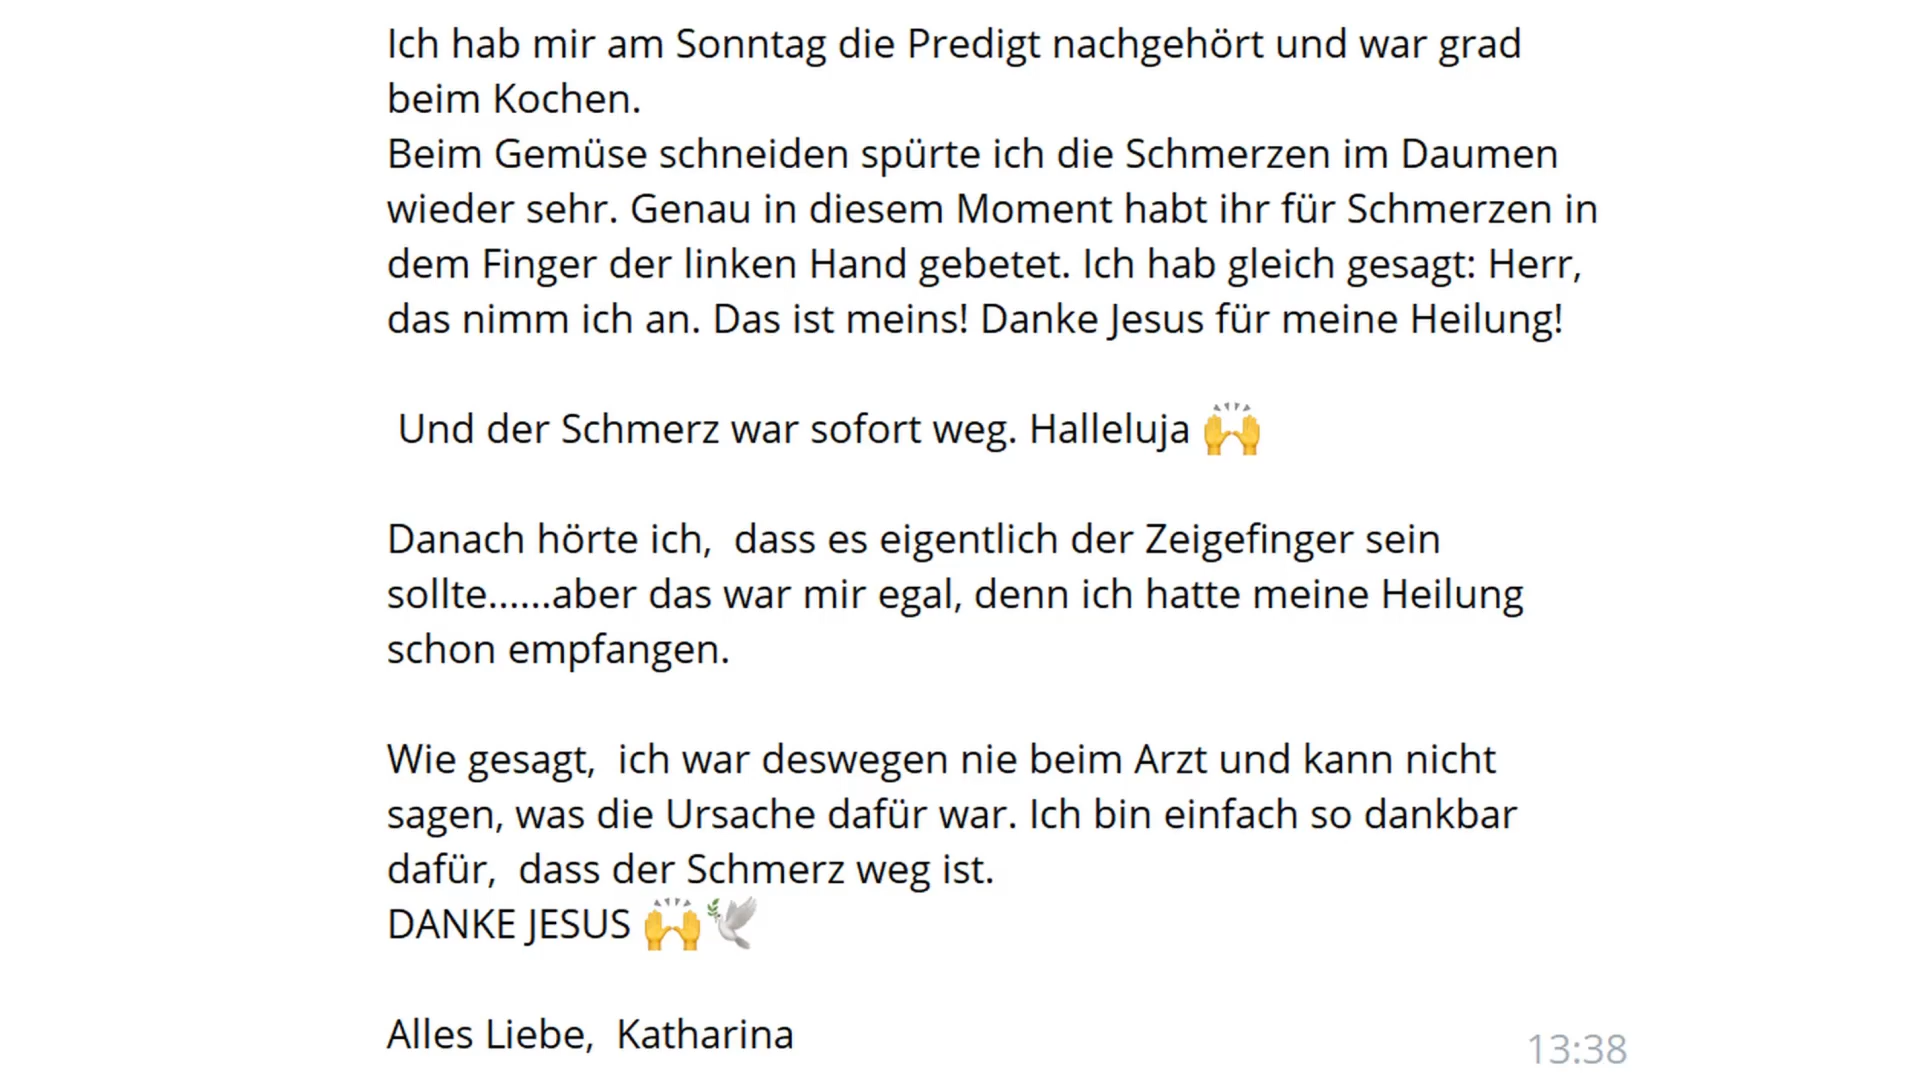 Ich hab mir am Sonntag die Predigt nachgehört und war grad
beim Kochen.
Beim Gemüse schneiden spürte ich die Schmerzen im Daumen
wieder sehr. Genau in diesem Moment habt ihr für Schmerzen in
dem Finger der linken Hand gebetet. Ich hab gleich gesagt: Herr,
das nimm ich an. Das ist meins! Danke Jesus für meine Heilung!
Und der Schmerz war sofort weg. Halleluja 🙌
Danach hörte ich,  dass es eigentlich der Zeigefinger sein
sollte......aber das war mir egal, denn ich hatte meine Heilung
schon empfangen.
Wie gesagt,  ich war deswegen nie beim Arzt und kann nicht
sagen, was die Ursache dafür war. Ich bin einfach so dankbar
dafür,  dass der Schmerz weg ist.
DANKE JESUS 🙌🕊️
Alles Liebe,  Katharina
13:38